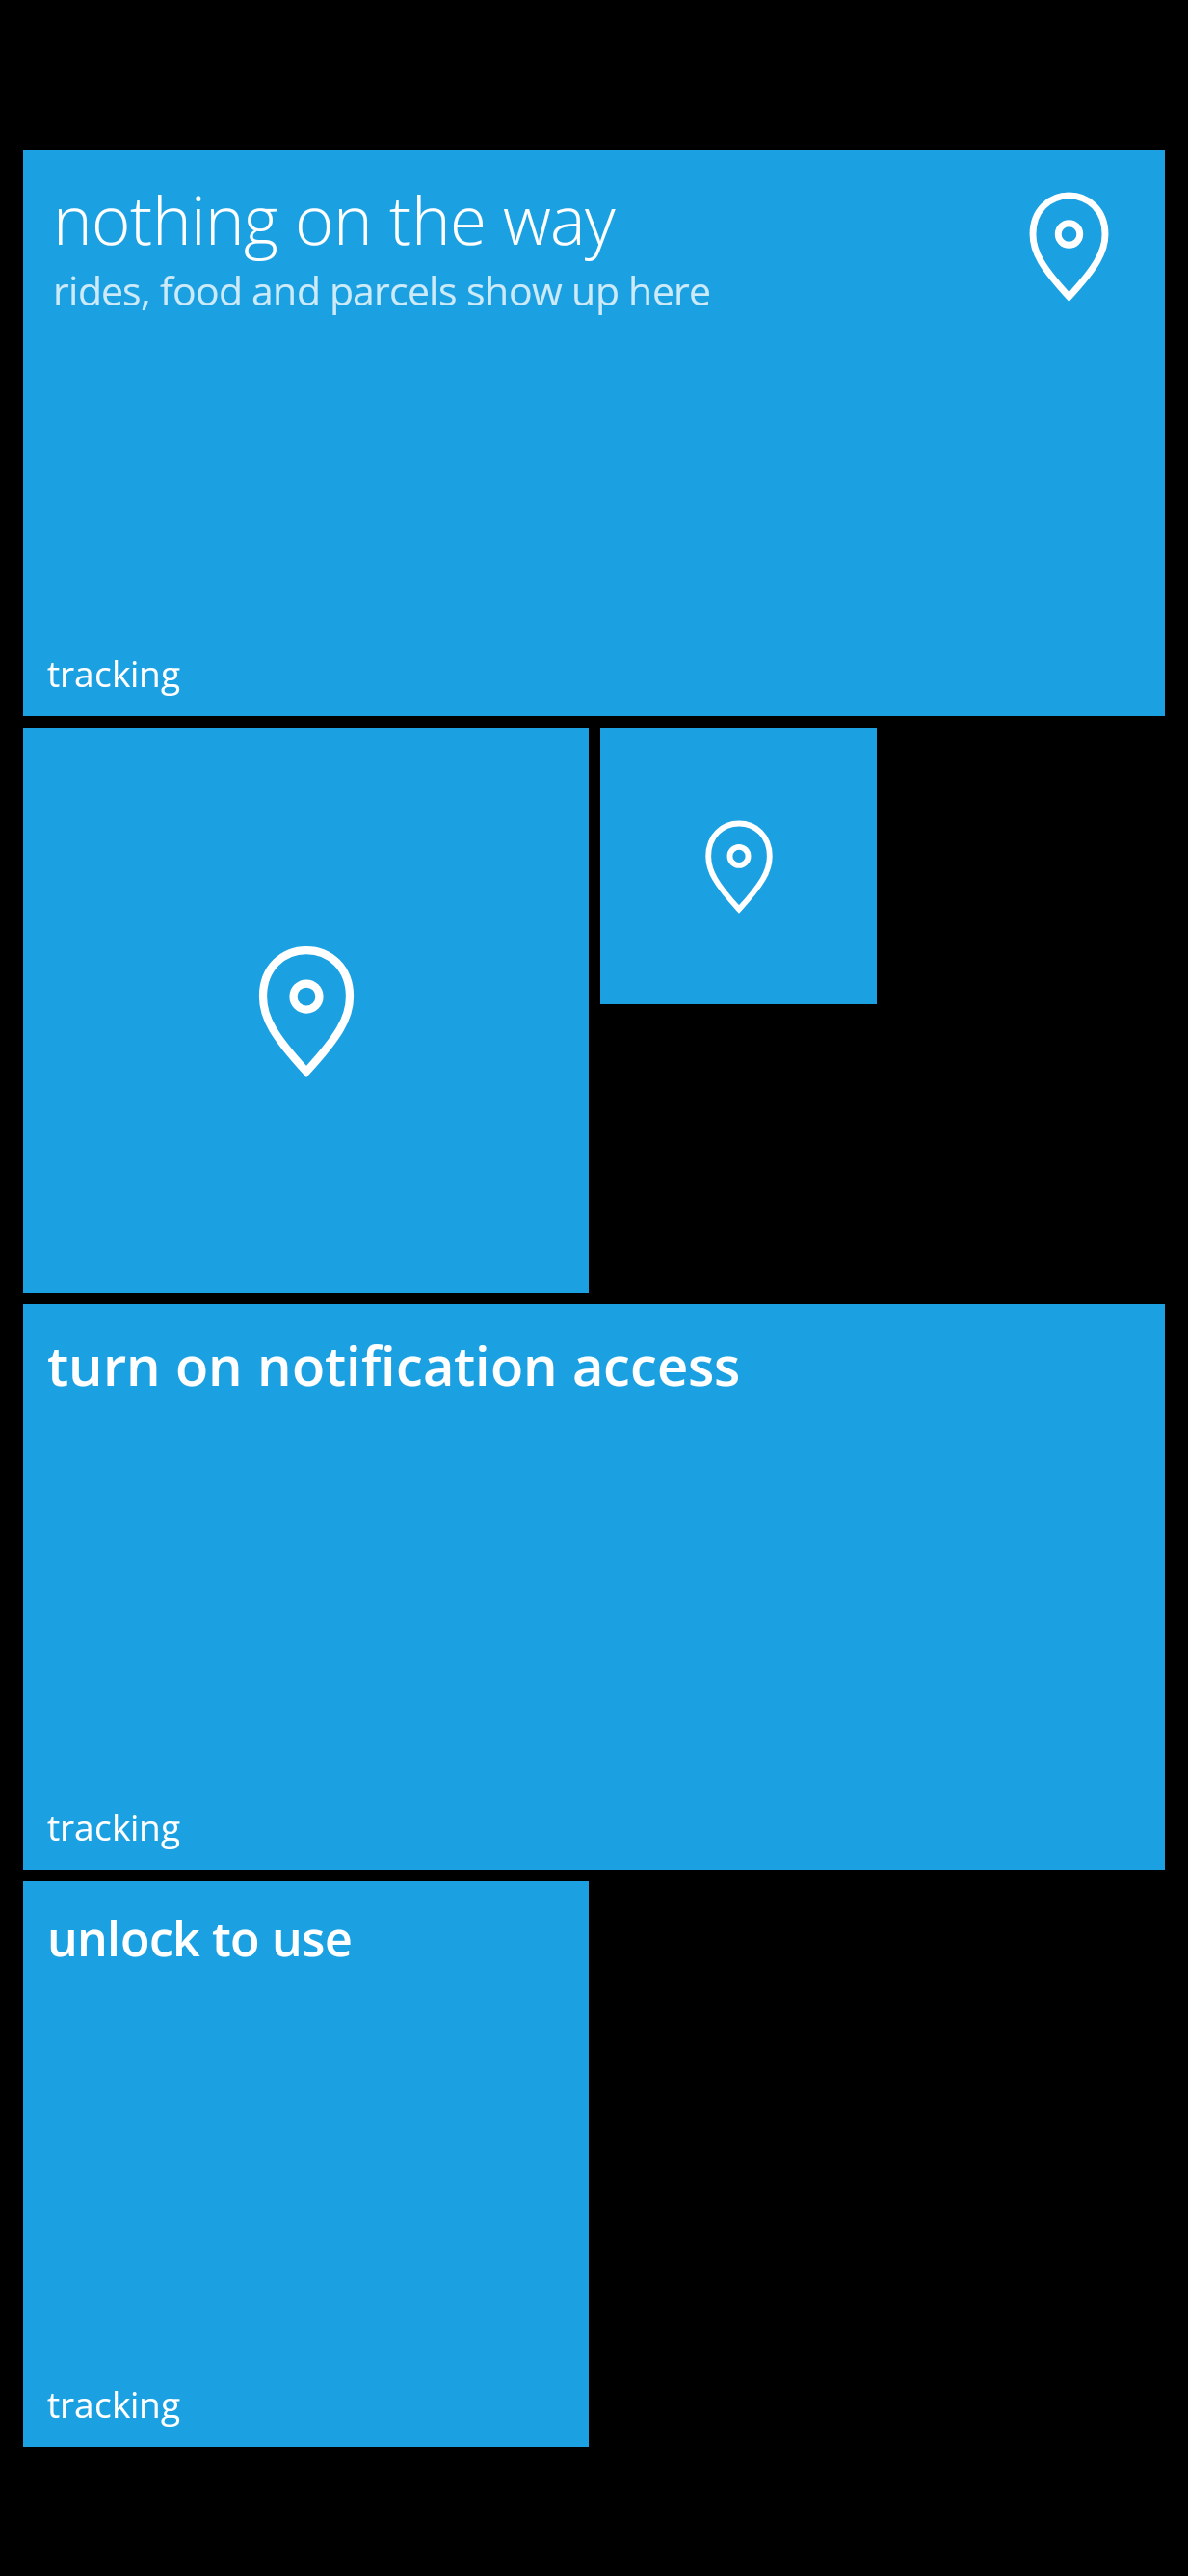 nothing on the way
rides, food and parcels show up here
tracking
turn on notification access
tracking
unlock to use
tracking